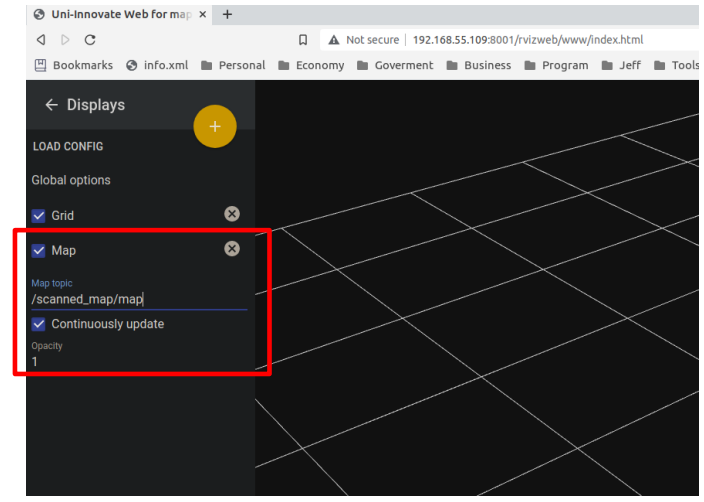 Uni-Innovate Web for map
Not secure 192.168.55.109:8001/rvizweb/www/index.html
Bookmarks info.xml Personal Economy Goverment Business Program Jeff Tools
Displays
+
LOAD CONFIG
Global options
Grid
Map
Map topic
/scanned_map/map
Continuously update
Opacity
1